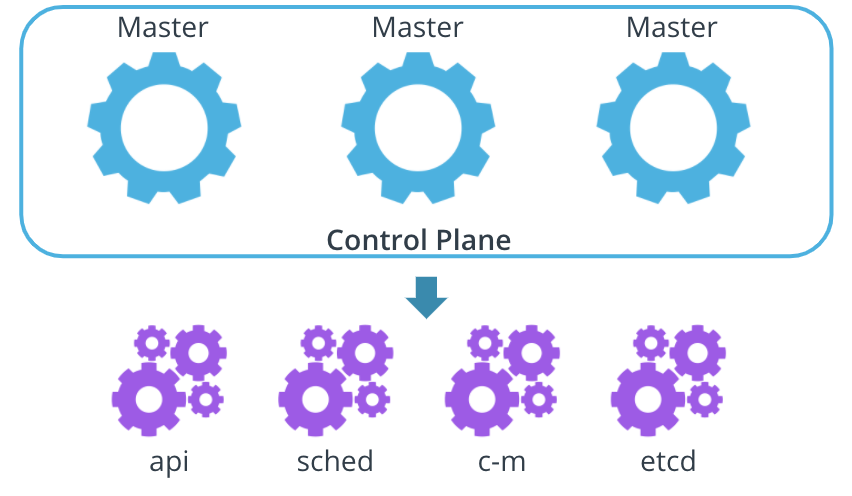 Master Master Master
Control Plane
api sched c-m etcd